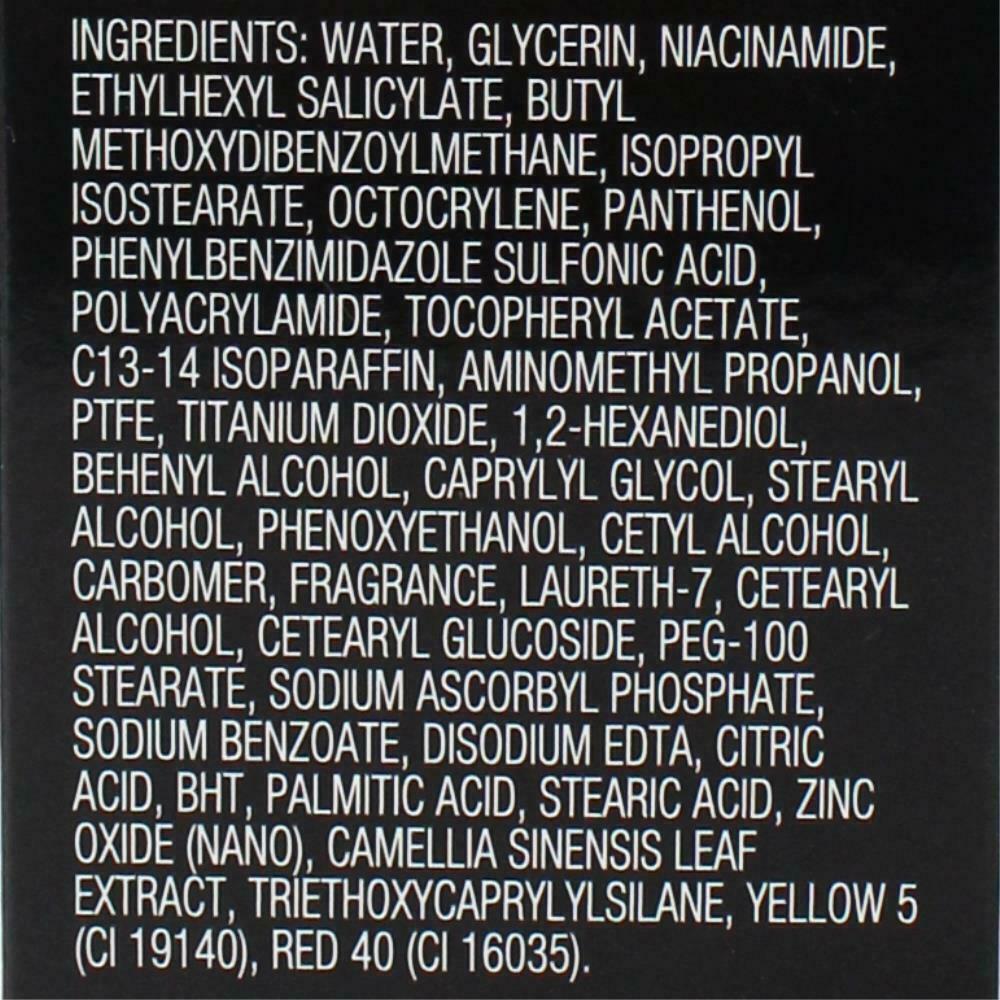 INGREDIENTS: WATER, GLYCERIN, NIACINAMIDE,
ETHYLHEXYL SALICYLATE, BUTYL
METHOXYDIBENZOYLMETHANE, ISOPROPYL
ISOSTEARATE, OCTOCRYLENE, PANTHENOL,
PHENYLBENZIMIDAZOLE SULFONIC ACID,
POLYACRYLAMIDE, TOCOPHERYL ACETATE,
C13-14 ISOPARAFFIN, AMINOMETHYL PROPANOL,
PTFE, TITANIUM DIOXIDE, 1,2-HEXANEDIOL,
BEHENYL ALCOHOL, CAPRYLYL GLYCOL, STEARYL
ALCOHOL, PHENOXYETHANOL, CETYL ALCOHOL,
CARBOMER, FRAGRANCE, LAURETH-7, CETEARYL
ALCOHOL, CETEARYL GLUCOSIDE, PEG-100
STEARATE, SODIUM ASCORBYL PHOSPHATE,
SODIUM BENZOATE, DISODIUM EDTA, CITRIC
ACID, BHT, PALMITIC ACID, STEARIC ACID, ZINC
OXIDE (NANO), CAMELLIA SINENSIS LEAF
EXTRACT, TRIETHOXYCAPRYLYLSILANE, YELLOW 5
(CI 19140), RED 40 (CI 16035).